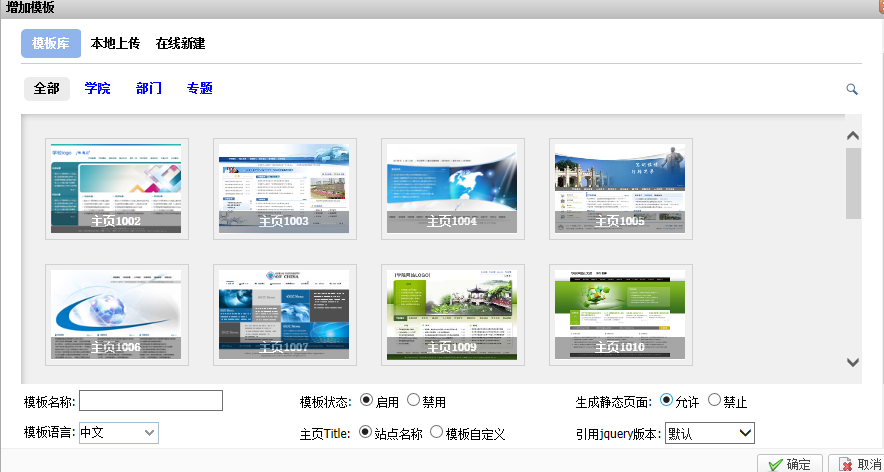 增加模板
模板库 本地上传 在线新建
全部 学院 部门 专题
主页1002 主页1003 主页1004 主页1005
主页1006 主页1007 主页1009 主页1010
模板名称: 模板状态: 启用 禁用 生成静态页面: 允许 禁止
模板语言: 中文 主页Title: 站点名称 模板自定义 引用jquery版本: 默认
确定 取消